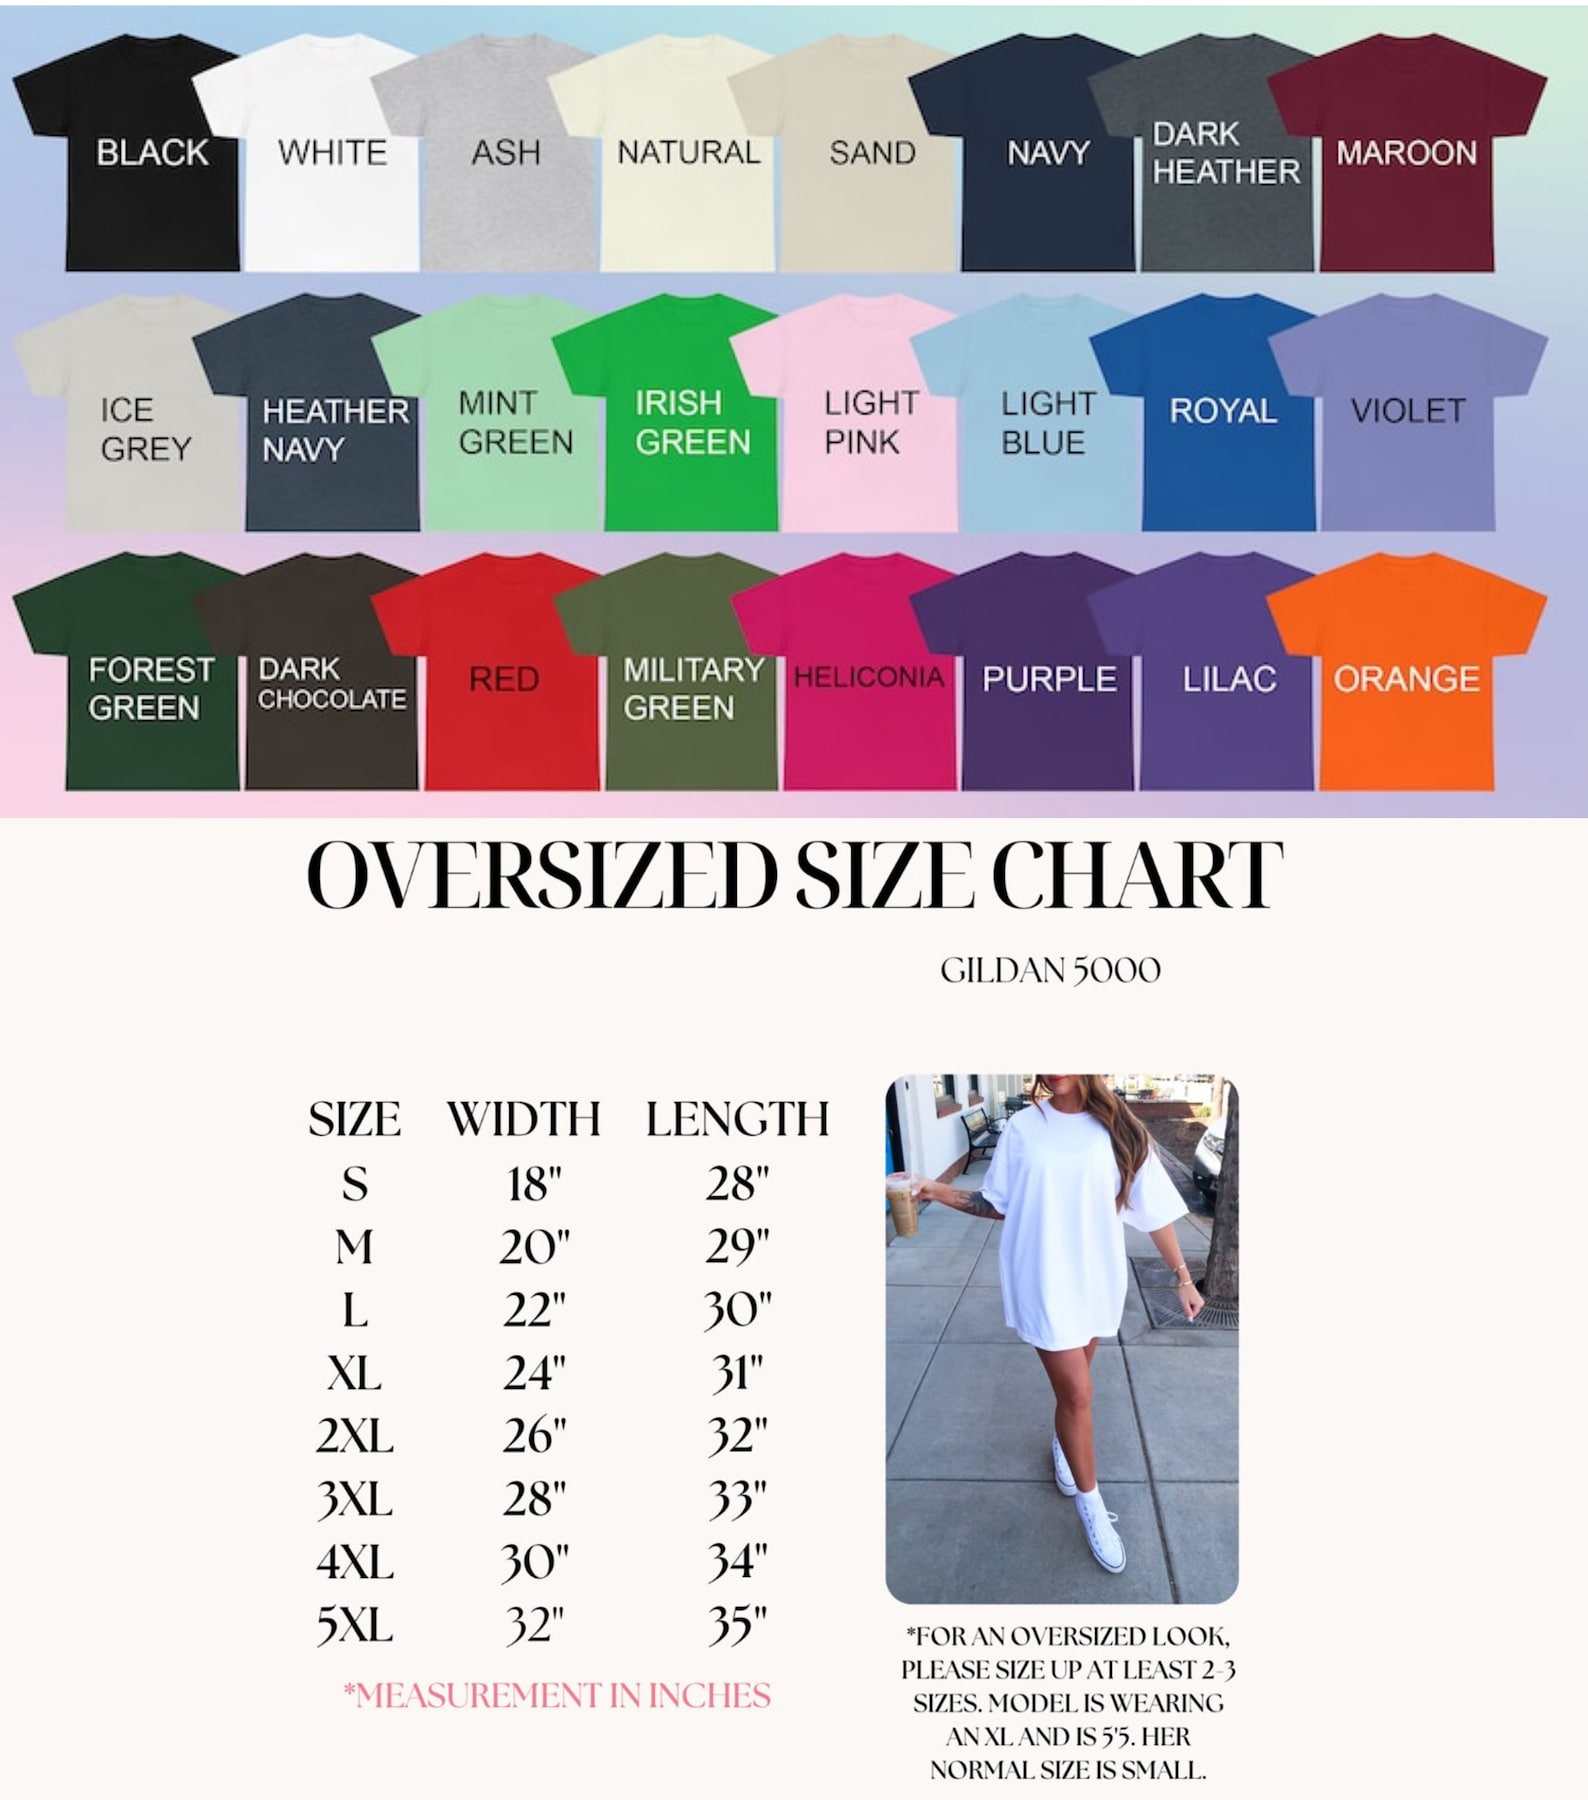 BLACK WHITE ASH NATURAL SAND NAVY DARK HEATHER MAROON
ICE GREY HEATHER NAVY MINT GREEN IRISH GREEN LIGHT PINK LIGHT BLUE ROYAL VIOLET
FOREST GREEN DARK CHOCOLATE RED MILITARY GREEN HELICONIA PURPLE LILAC ORANGE
OVERSIZED SIZE CHART
GILDAN 5000
SIZE WIDTH LENGTH
S 18" 28"
M 20" 29"
L 22" 30"
XL 24" 31"
2XL 26" 32"
3XL 28" 33"
4XL 30" 34"
5XL 32" 35"
*MEASUREMENT IN INCHES
*FOR AN OVERSIZED LOOK,
PLEASE SIZE UP AT LEAST 2-3
SIZES. MODEL IS WEARING
AN XL AND IS 5'5. HER
NORMAL SIZE IS SMALL.